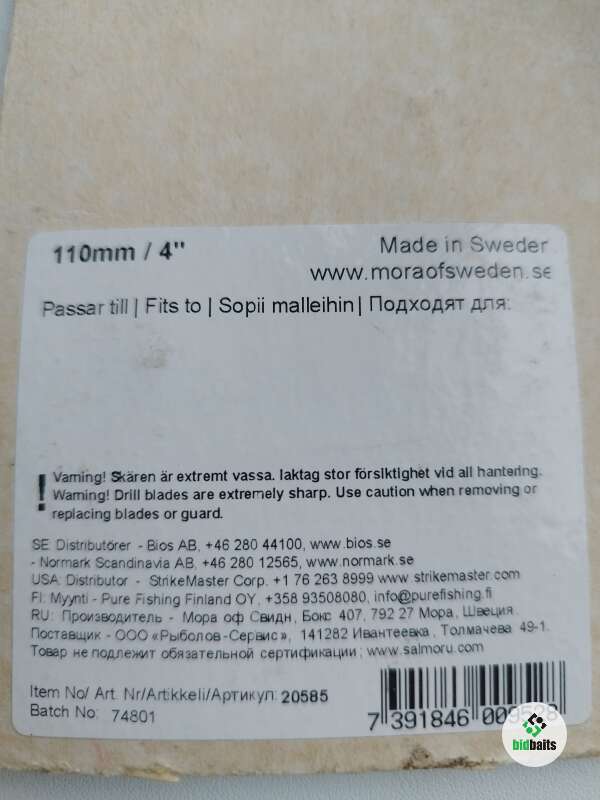 110mm / 4"
Made in Sweden
www.moraofsweden.se
Passar till | Fits to | Sopii malleihin | Подходят для:
! Varning! Skären är extremt vassa. Iaktag stor försiktighet vid all hantering.
Warning! Drill blades are extremely sharp. Use caution when removing or
replacing blades or guard.
SE: Distributörer - Bios AB, +46 280 44100, www.bios.se
- Normark Scandinavia AB, +46 280 12565, www.normark.se
USA: Distributor - StrikeMaster Corp. +1 76 263 8999 www.strikemaster.com
FI: Myynti - Pure Fishing Finland OY, +358 93508080, info@purefishing.fi
RU: Производитель - Мора оф Свидн, Бокс 407, 792 27 Мора, Швеция.
Поставщик - ООО «Рыболов-Сервис», 141282 Ивантеевка, Толмачева 49-1.
Товар не подлежит обязательной сертификации; www.salmoru.com
Item No/ Art. Nr/Artikkeli/Артикул: 20585
Batch No: 74801
7 391846 009528
bidbaits